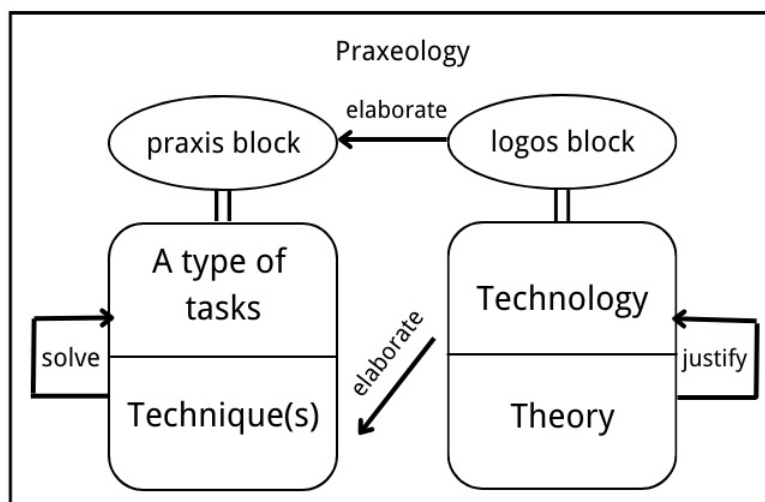 Praxeology
elaborate
praxis block
logos block
A type of
tasks
Technology
elaborate
solve
justify
Technique(s)
Theory